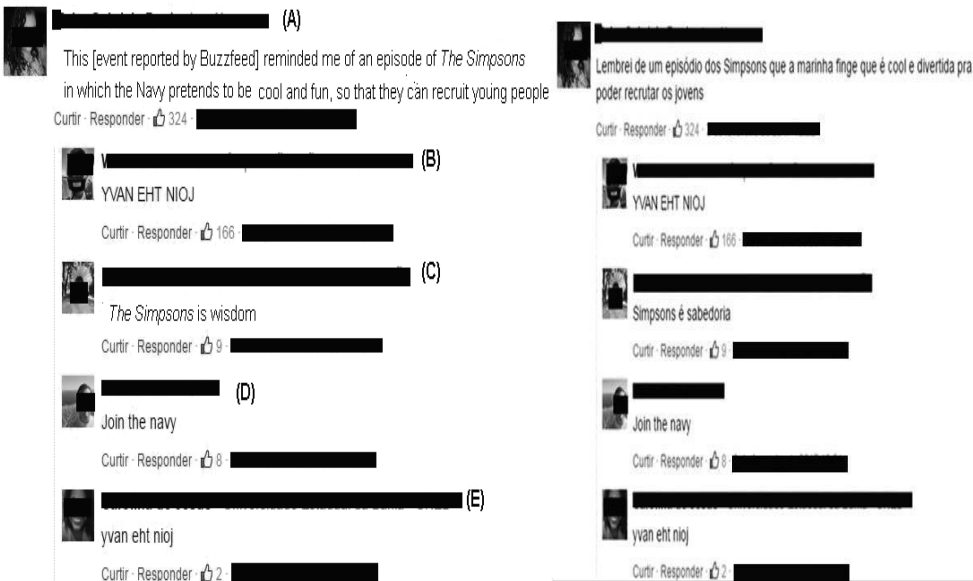 (A)
This [event reported by Buzzfeed] reminded me of an episode of The Simpsons
in which the Navy pretends to be cool and fun, so that they can recruit young people
Curtir · Responder · 324 ·
(B)
YVAN EHT NIOJ
Curtir · Responder · 166 ·
(C)
The Simpsons is wisdom
Curtir · Responder · 9 ·
(D)
Join the navy
Curtir · Responder · 8 ·
(E)
yvan eht nioj
Curtir · Responder · 2 ·
Lembrei de um episódio dos Simpsons que a marinha finge que é cool e divertida pra
poder recrutar os jovens
Curtir · Responder · 324 ·
YVAN EHT NIOJ
Curtir · Responder · 166 ·
Simpsons é sabedoria
Curtir · Responder · 9 ·
Join the navy
Curtir · Responder · 8 ·
yvan eht nioj
Curtir · Responder · 2 ·